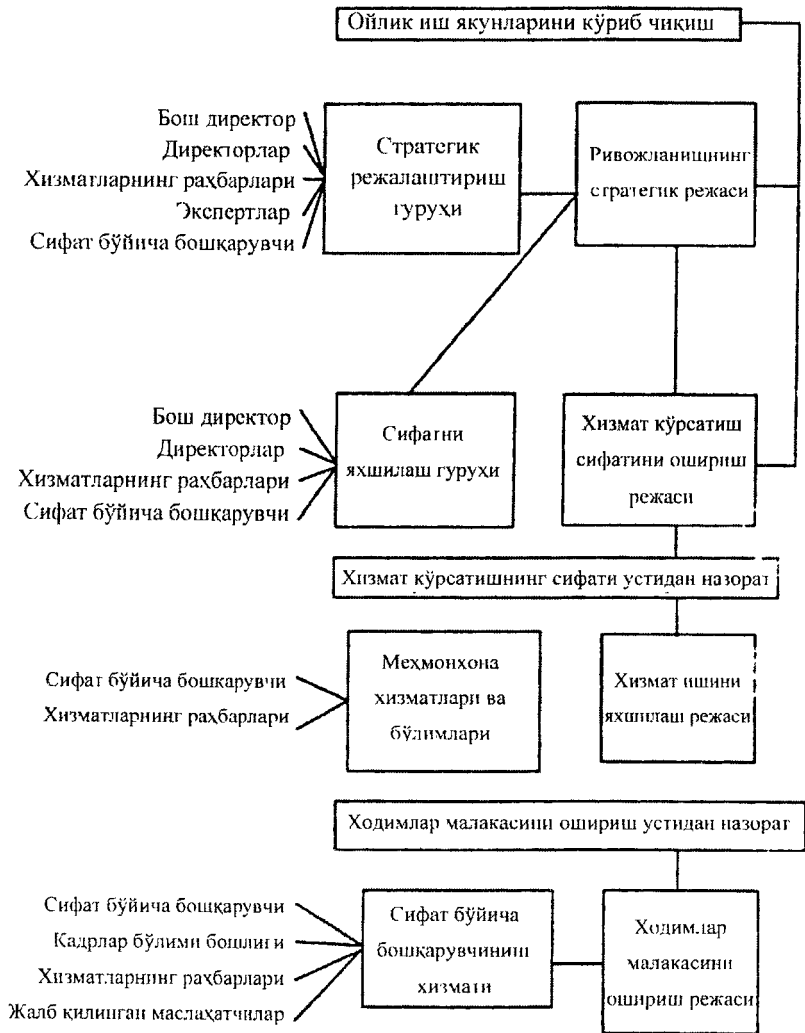 Ойлик иш якунларини кўриб чиқиш
Бош директор
Директорлар
Хизматларнинг раҳбарлари
Экспертлар
Сифат бўйича бошқарувчи
Стратегик
режалаштириш
гуруҳи
Ривожланишнинг
стратегик режаси
Бош директор
Директорлар
Хизматларнинг раҳбарлари
Сифат бўйича бошқарувчи
Сифатни
яхшилаш гуруҳи
Хизмат кўрсатиш
сифатини ошириш
режаси
Хизмат кўрсатишнинг сифати устидан назорат
Сифат бўйича бошқарувчи
Хизматларнинг раҳбарлари
Меҳмонхона
хизматлари ва
бўлимлари
Хизмат ишини
яхшилаш режаси
Ходимлар малакасини ошириш устидан назорат
Сифат бўйича бошқарувчи
Кадрлар бўлими бошлиғи
Хизматларнинг раҳбарлари
Жалб қилинган маслаҳатчилар
Сифат бўйича
бошқарувчининг
хизмати
Ходимлар
малакасини
ошириш режаси